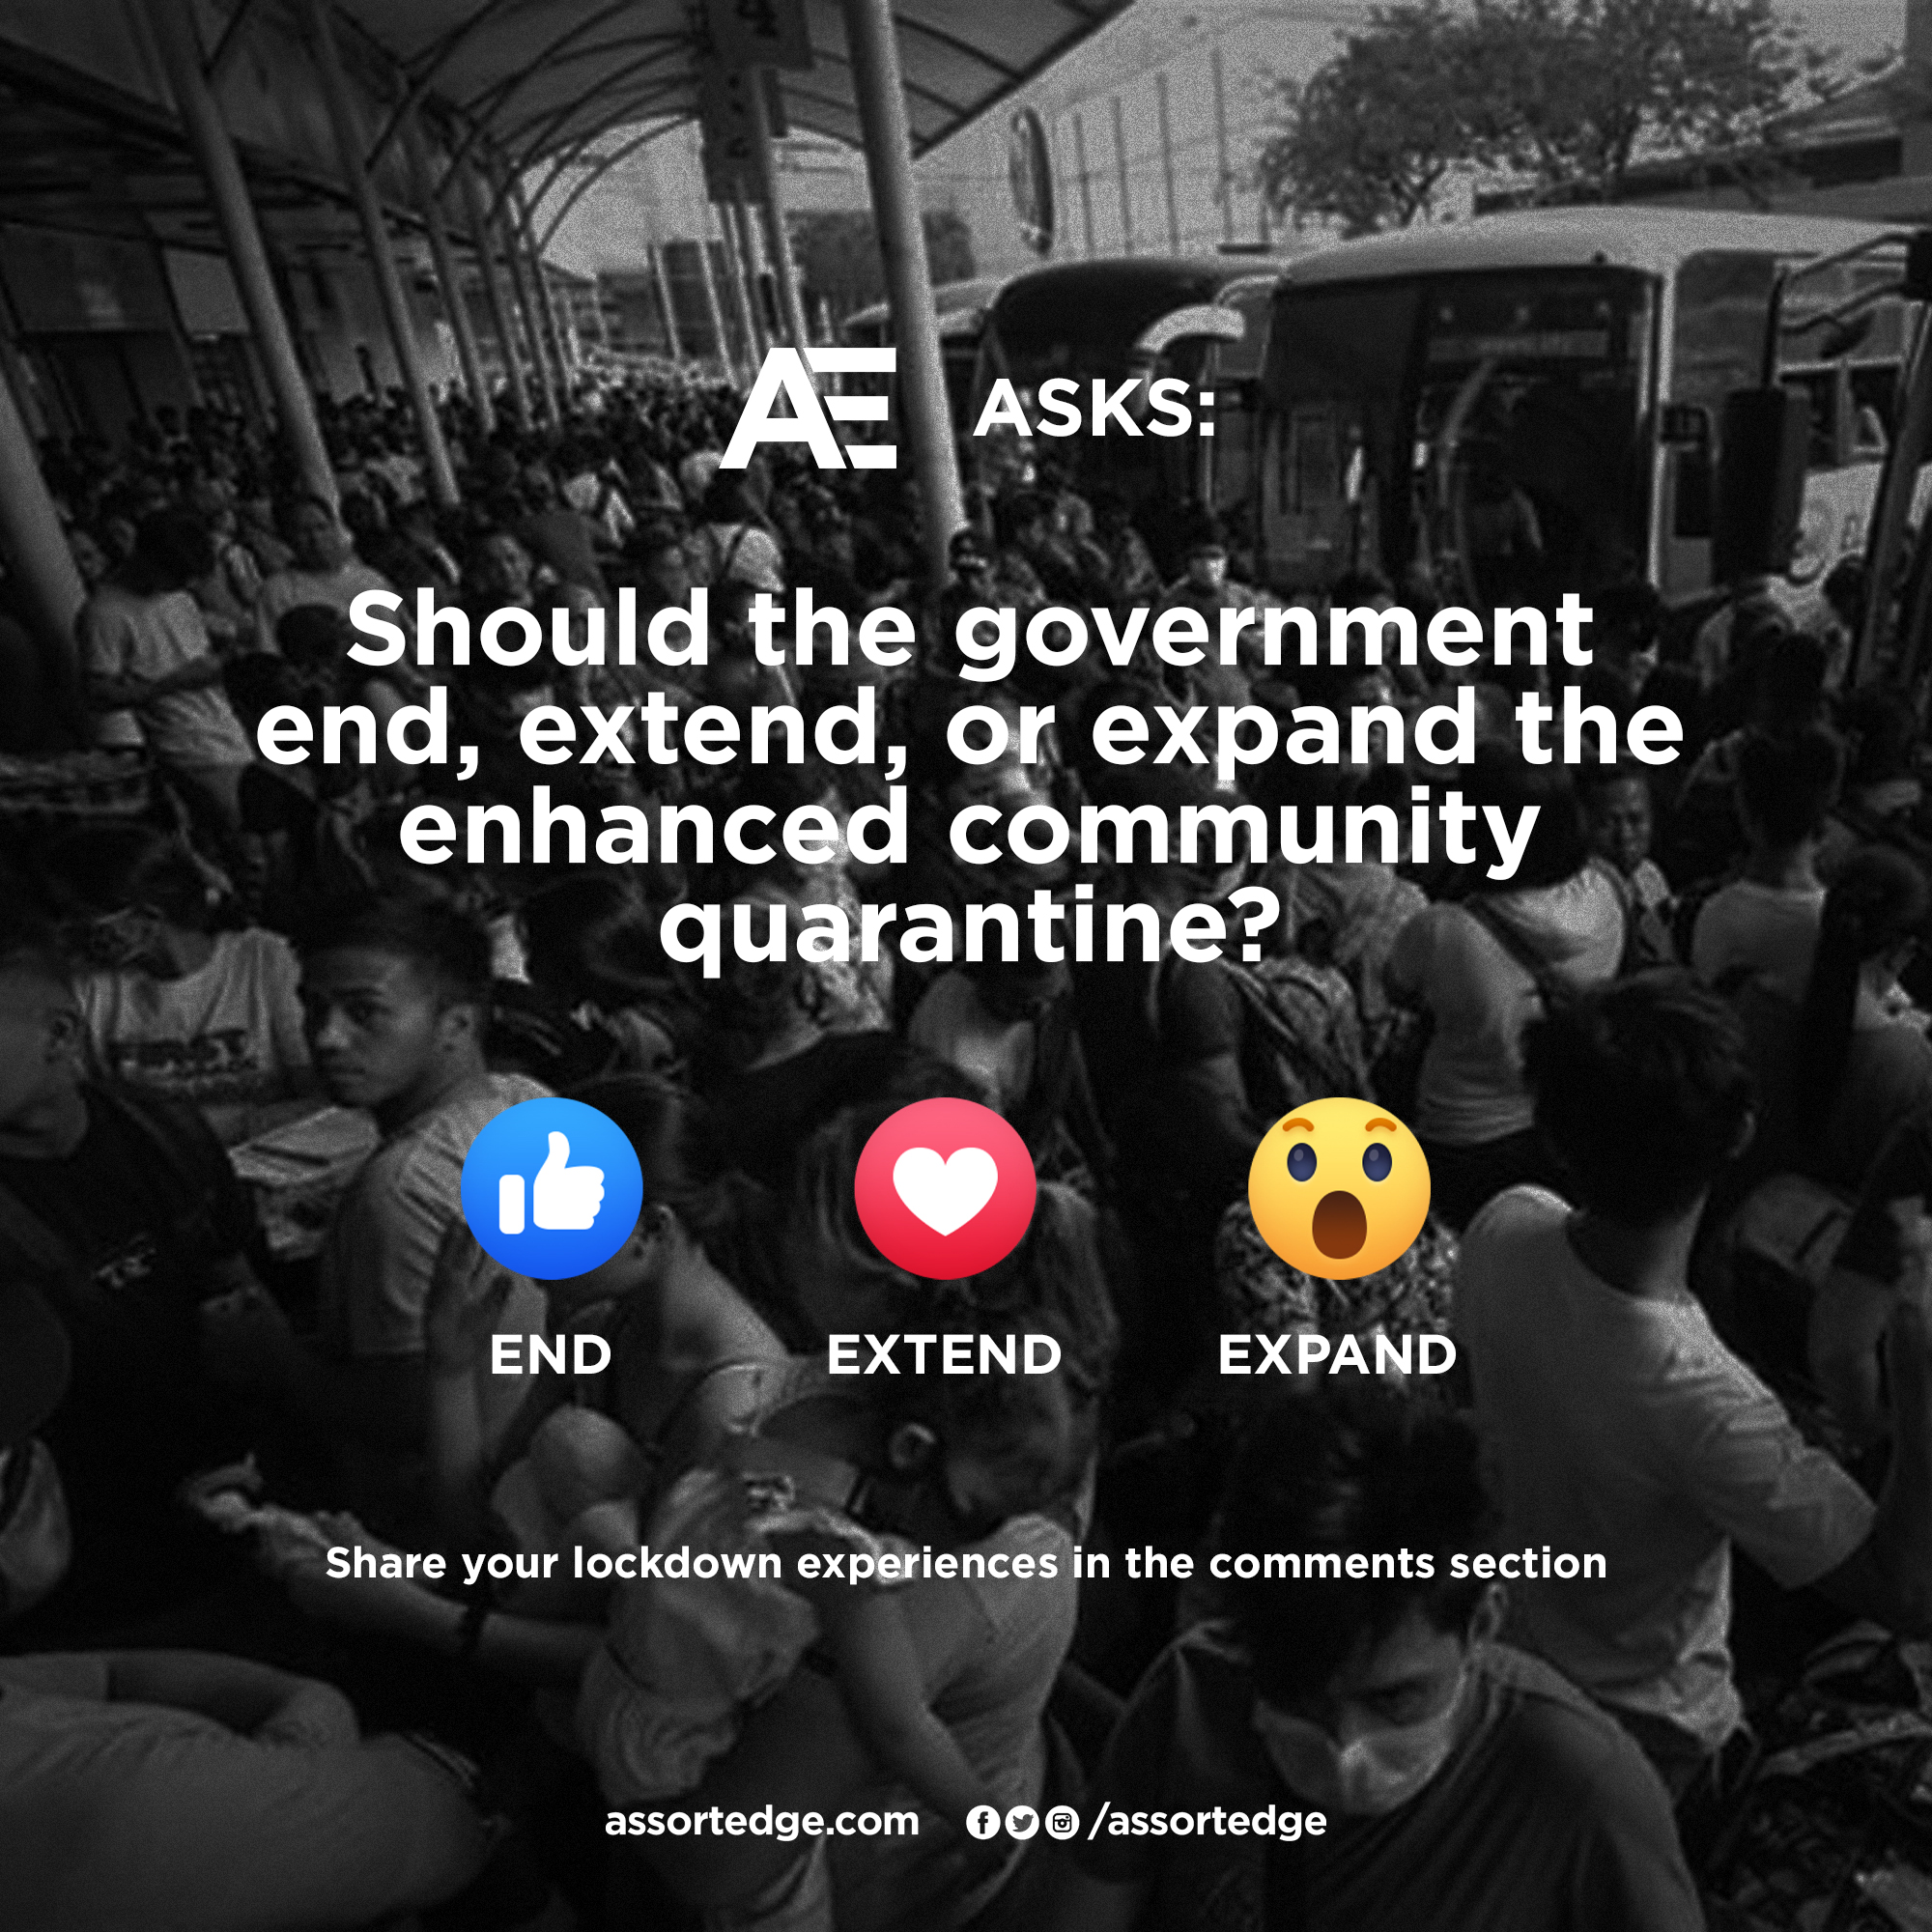 AE ASKS:
Should the government
end, extend, or expand the
enhanced community
quarantine?
END EXTEND EXPAND
Share your lockdown experiences in the comments section
assortedge.com /assortedge